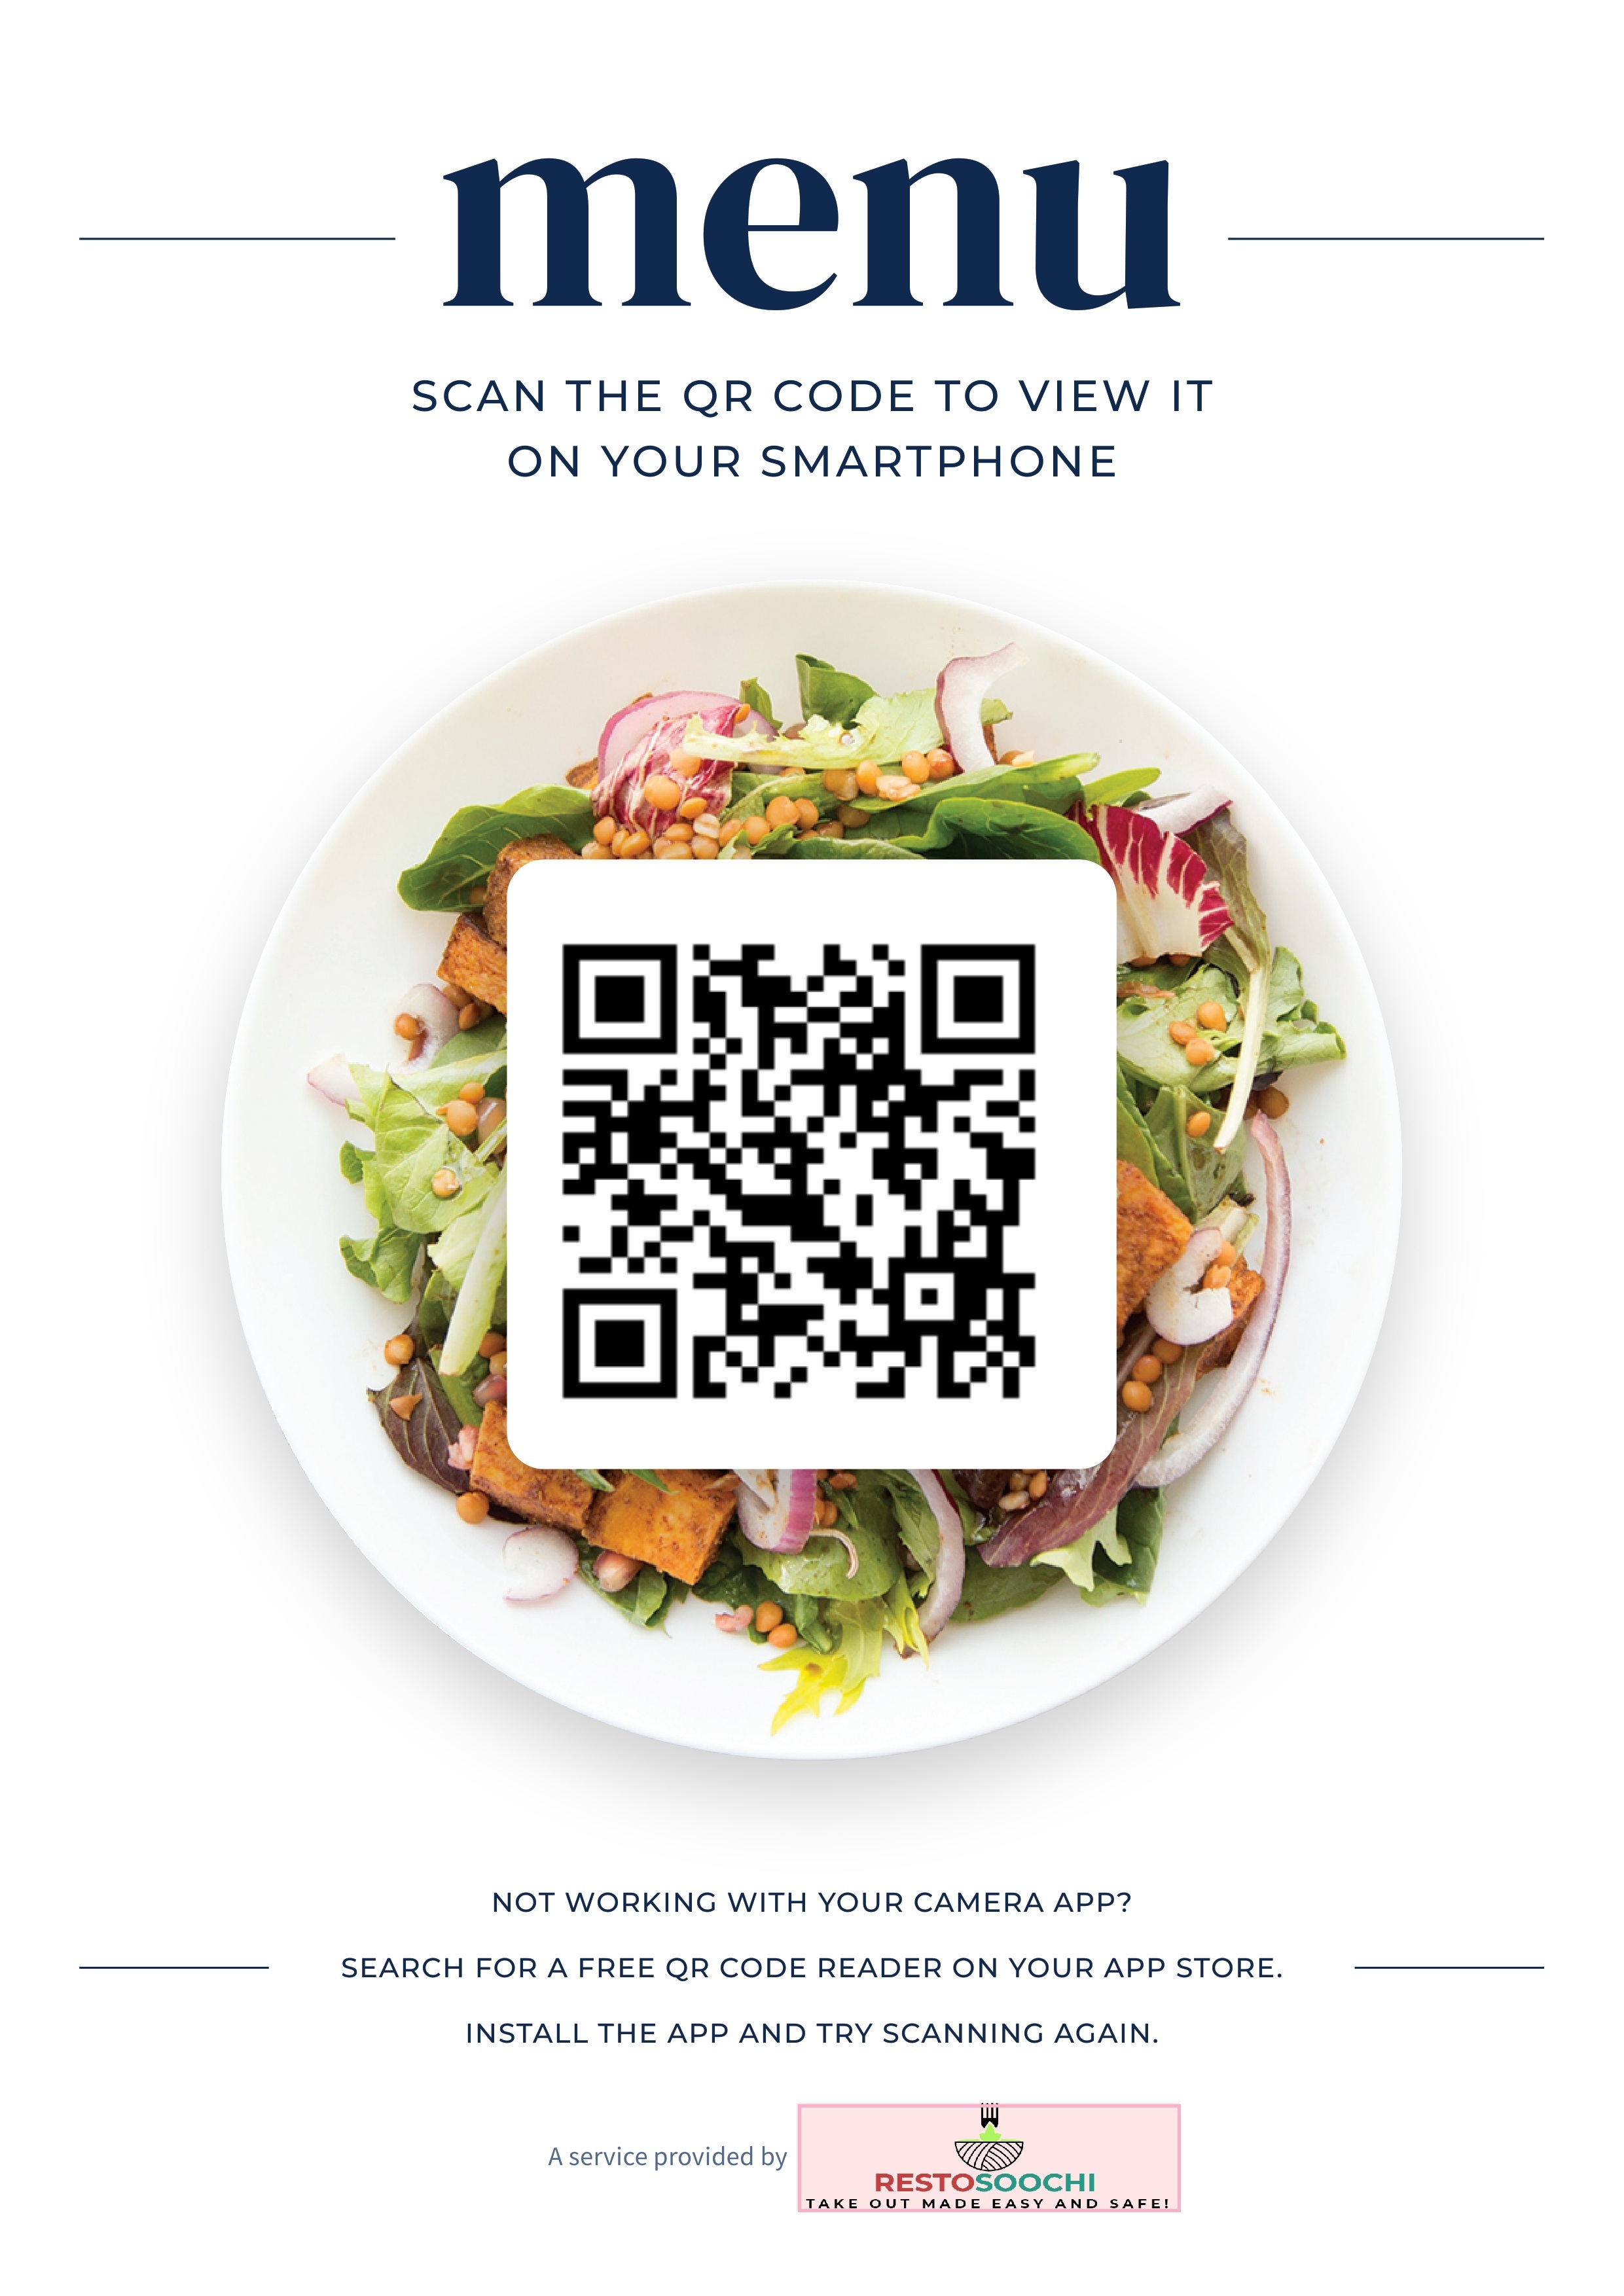 menu
SCAN THE QR CODE TO VIEW IT
ON YOUR SMARTPHONE
NOT WORKING WITH YOUR CAMERA APP?
SEARCH FOR A FREE QR CODE READER ON YOUR APP STORE.
INSTALL THE APP AND TRY SCANNING AGAIN.
A service provided by
RESTOSOOCHI
TAKE OUT MADE EASY AND SAFE!